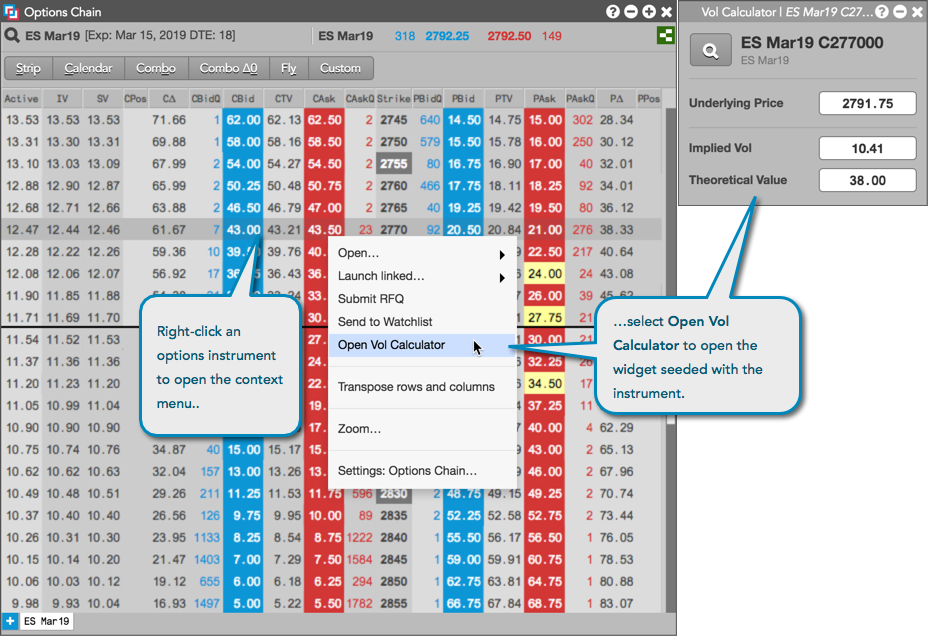 Options Chain
ES Mar19 [Exp: Mar 15, 2019 DTE: 18] ES Mar19 318 2792.25 2792.50 149
Strip Calendar Combo Combo Δ0 Fly Custom
Active IV SV CPos CΔ CBidQ CBid CTV CAsk CAskQ Strike PBidQ PBid PTV PAsk PAskQ PΔ PPos
13.53 13.53 13.53 71.66 1 62.00 62.13 62.50 2 2745 640 14.50 14.75 15.00 302 28.34
13.31 13.30 13.31 69.88 1 58.00 58.16 58.50 2 2750 579 15.50 15.78 16.00 250 30.12
13.10 13.03 13.09 67.99 2 54.00 54.27 54.50 2 2755 80 16.75 16.90 17.00 40 32.01
12.88 12.90 12.87 65.99 2 50.25 50.48 50.75 2 2760 466 17.75 18.11 18.25 92 34.01
12.68 12.71 12.66 63.88 2 46.50 46.79 47.00 2 2765 40 19.25 19.42 19.50 80 36.12
12.47 12.44 12.46 61.67 7 43.00 43.21 43.50 23 2770 92 20.50 20.84 21.00 276 38.33
12.28 12.22 12.26 59.36 10 39. 39.76 40. 22.50 217 40.64
12.08 12.06 12.07 56.92 17 36. 36.43 36. 24.00 24 43.08
11.90 11.85 11.88 33. 26.00 39
11.71 11.69 11.70 30. 27.75 21
11.54 11.52 11.53 27. 30.00
11.37 11.36 11.36 24. 32.25
11.20 11.23 11.20 22. 34.50 17
11.05 10.99 11.04 19. 37.25 11
10.90 10.90 10.90 17. 40.00 4 62.29
10.75 10.74 10.76 34.87 40 15.00 15.17 15. 43.00 2 65.13
10.62 10.62 10.63 32.04 157 13.00 13.26 13. 46.00 2 67.96
10.49 10.48 10.51 29.26 211 11.25 11.53 11.75 596 2830 2 48.75 49.15 49.25 2 70.74
10.37 10.40 10.40 26.56 126 9.75 9.95 10.00 89 2835 2 52.25 52.58 52.75 2 73.44
10.26 10.31 10.30 23.95 1133 8.25 8.54 8.75 1222 2840 1 55.50 56.17 56.50 1 76.05
10.15 10.14 10.20 21.47 1403 7.00 7.29 7.50 1584 2845 1 59.00 59.91 60.75 1 78.53
10.06 10.03 10.12 19.12 655 6.00 6.18 6.25 294 2850 1 62.75 63.81 64.75 1 80.88
9.98 9.93 10.04 16.93 1497 5.00 5.22 5.50 1782 2855 1 66.75 67.84 68.75 1 83.07
ES Mar19
Open...
Launch linked...
Submit RFQ
Send to Watchlist
Open Vol Calculator
Transpose rows and columns
Zoom...
Settings: Options Chain...
Right-click an
options instrument
to open the context
menu..
...select Open Vol
Calculator to open the
widget seeded with the
instrument.
Vol Calculator | ES Mar19 C27...
ES Mar19 C277000
ES Mar19
Underlying Price 2791.75
Implied Vol 10.41
Theoretical Value 38.00